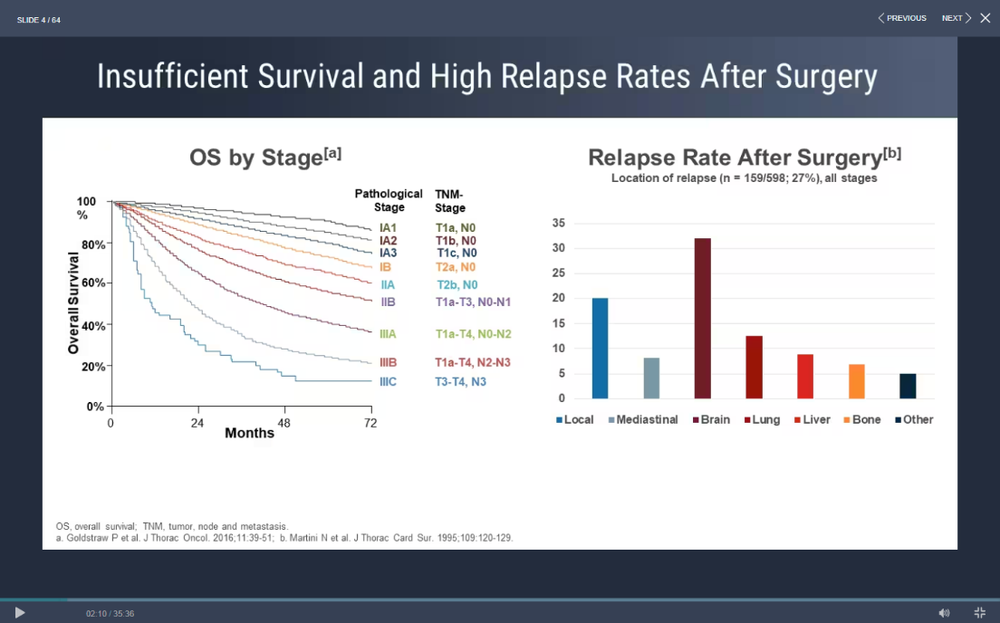 SLIDE 4 / 64
PREVIOUS
NEXT
Insufficient Survival and High Relapse Rates After Surgery
OS by Stage[a]
Pathological Stage
TNM-Stage
100
%
80%
60%
40%
20%
0%
Overall Survival
0
24
48
72
Months
IA1 T1a, N0
IA2 T1b, N0
IA3 T1c, N0
IB T2a, N0
IIA T2b, N0
IIB T1a-T3, N0-N1
IIIA T1a-T4, N0-N2
IIIB T1a-T4, N2-N3
IIIC T3-T4, N3
Relapse Rate After Surgery[b]
Location of relapse (n = 159/598; 27%), all stages
35
30
25
20
15
10
5
0
Local Mediastinal Brain Lung Liver Bone Other
OS, overall survival; TNM, tumor, node and metastasis.
a. Goldstraw P et al. J Thorac Oncol. 2016;11:39-51; b. Martini N et al. J Thorac Card Sur. 1995;109:120-129.
02:10 / 35:36